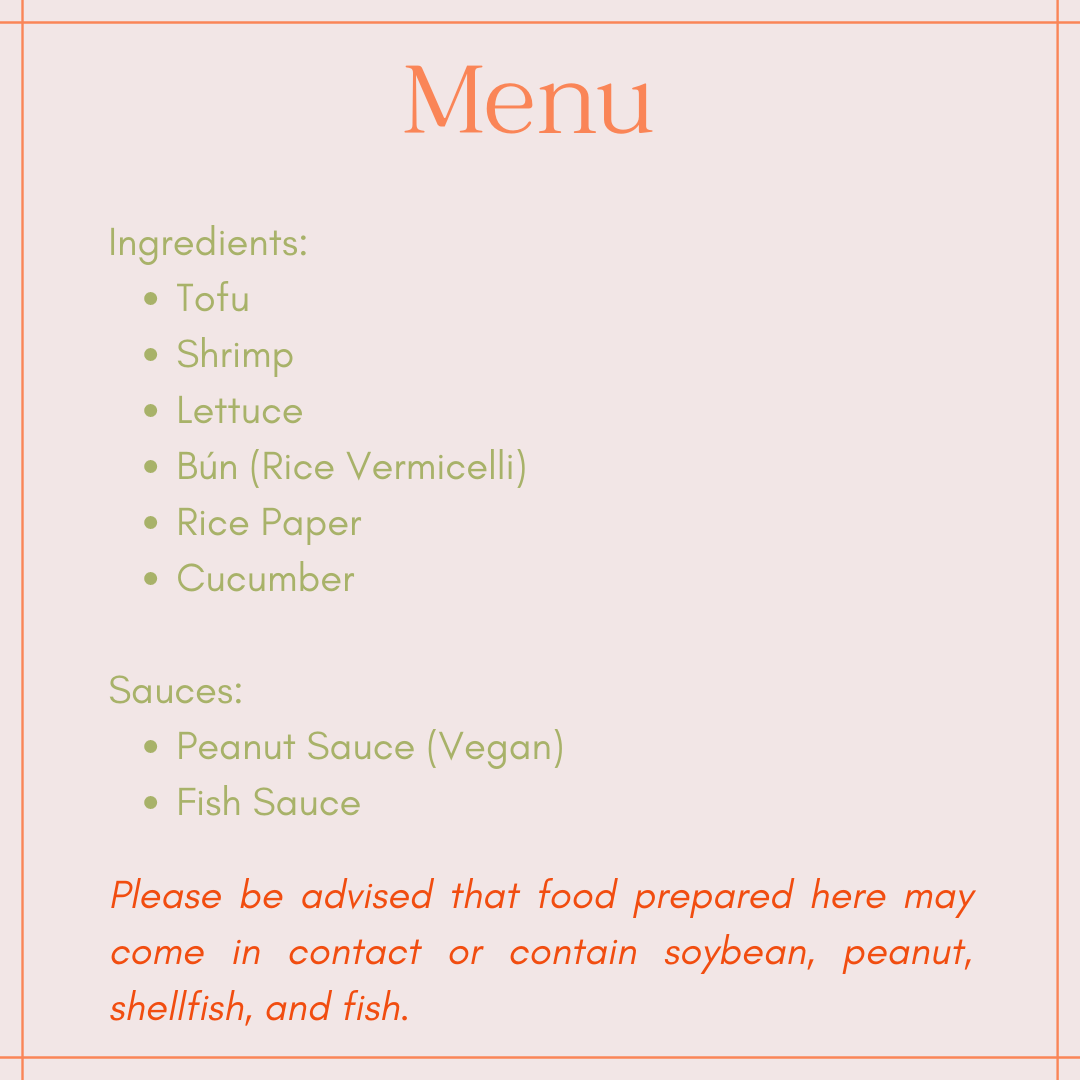 Menu
Ingredients:
Tofu
Shrimp
Lettuce
Bún (Rice Vermicelli)
Rice Paper
Cucumber
Sauces:
Peanut Sauce (Vegan)
Fish Sauce
Please be advised that food prepared here may
come in contact or contain soybean, peanut,
shellfish, and fish.